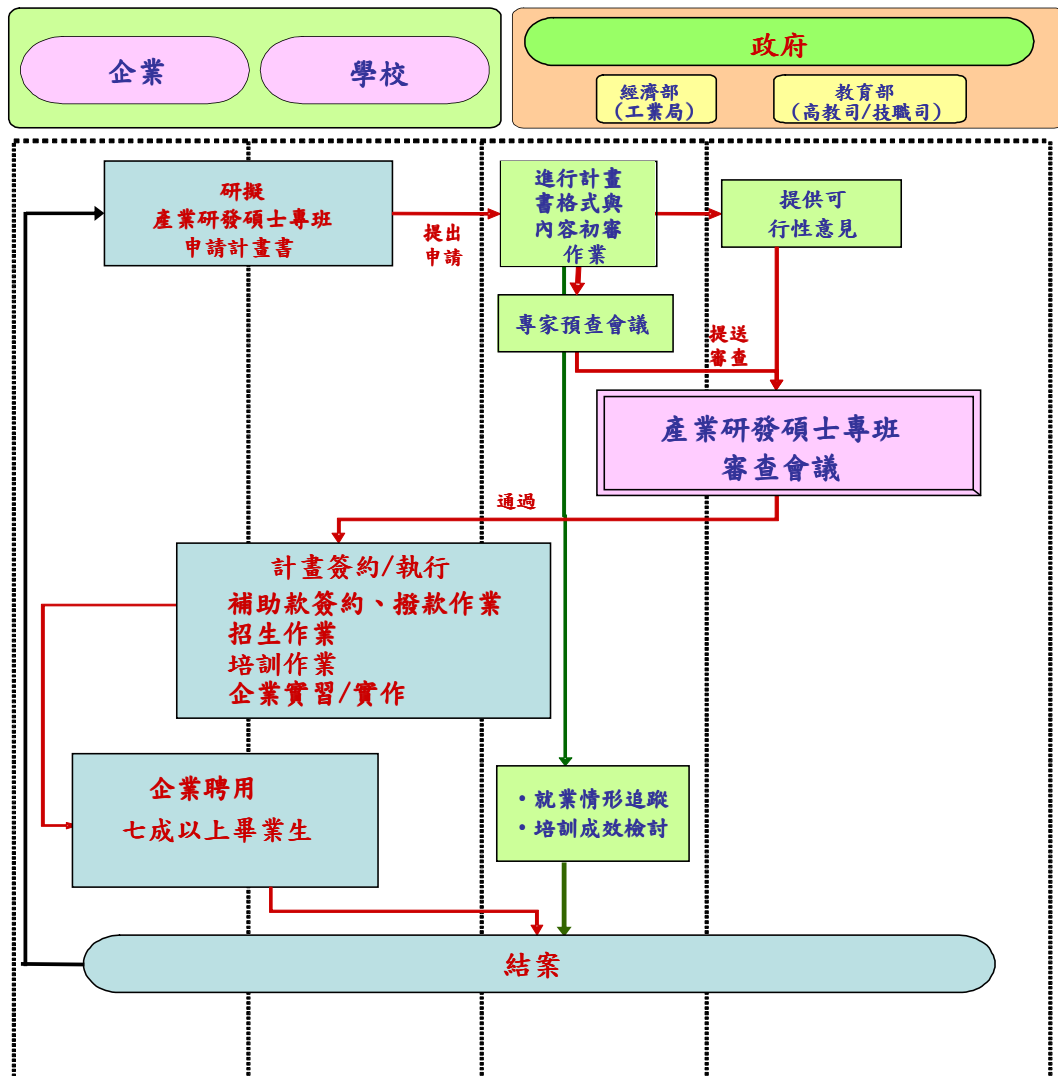 企業
學校
政府
經濟部
（工業局）
教育部
（高教司/技職司）
研擬
產業研發碩士專班
申請計畫書
提出
申請
進行計畫
書格式與
內容初審
作業
提供可
行性意見
專家預查會議
提送
審查
產業研發碩士專班
審查會議
通過
計畫簽約/執行
補助款簽約、撥款作業
招生作業
培訓作業
企業實習/實作
企業聘用
七成以上畢業生
・就業情形追蹤
・培訓成效檢討
結案